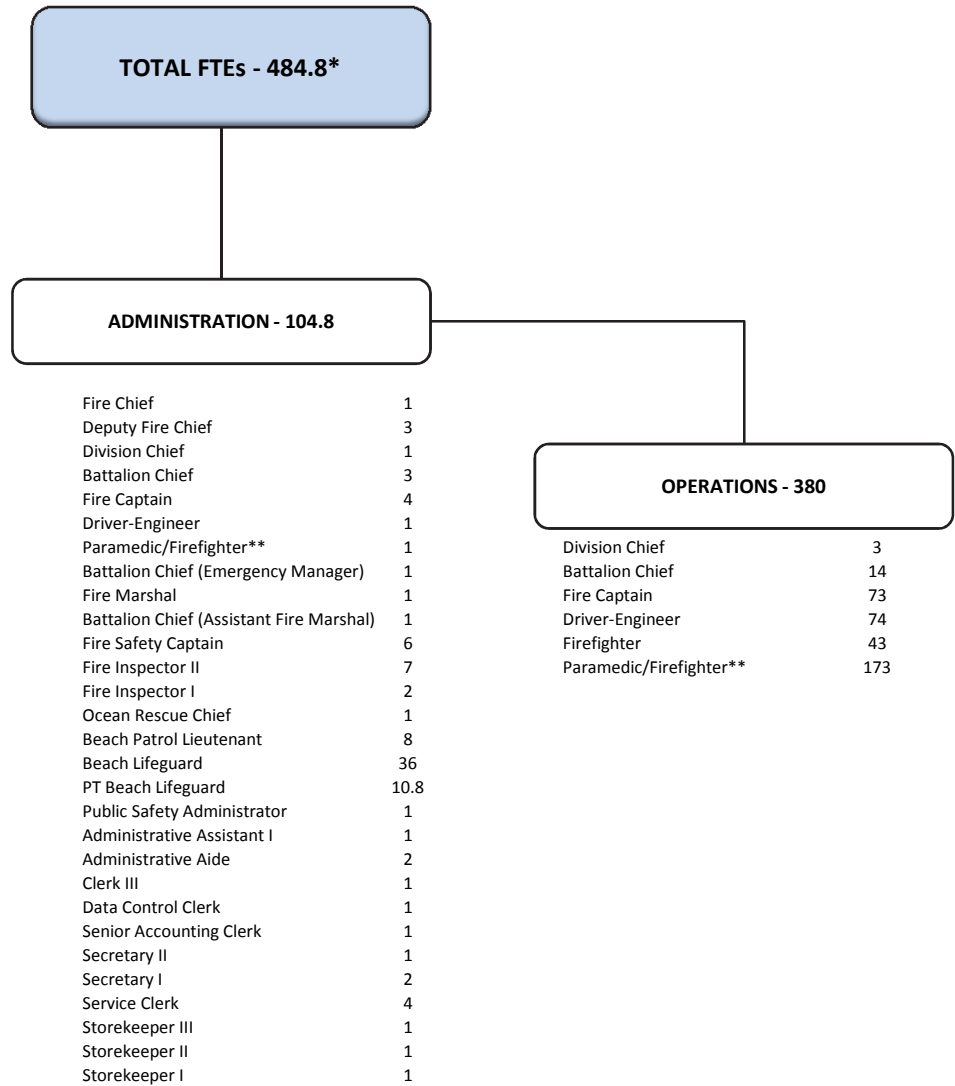 TOTAL FTEs - 484.8*
ADMINISTRATION - 104.8
Fire Chief 1
Deputy Fire Chief 3
Division Chief 1
Battalion Chief 3
Fire Captain 4
Driver-Engineer 1
Paramedic/Firefighter** 1
Battalion Chief (Emergency Manager) 1
Fire Marshal 1
Battalion Chief (Assistant Fire Marshal) 1
Fire Safety Captain 6
Fire Inspector II 7
Fire Inspector I 2
Ocean Rescue Chief 1
Beach Patrol Lieutenant 8
Beach Lifeguard 36
PT Beach Lifeguard 10.8
Public Safety Administrator 1
Administrative Assistant I 1
Administrative Aide 2
Clerk III 1
Data Control Clerk 1
Senior Accounting Clerk 1
Secretary II 1
Secretary I 2
Service Clerk 4
Storekeeper III 1
Storekeeper II 1
Storekeeper I 1
OPERATIONS - 380
Division Chief 3
Battalion Chief 14
Fire Captain 73
Driver-Engineer 74
Firefighter 43
Paramedic/Firefighter** 173